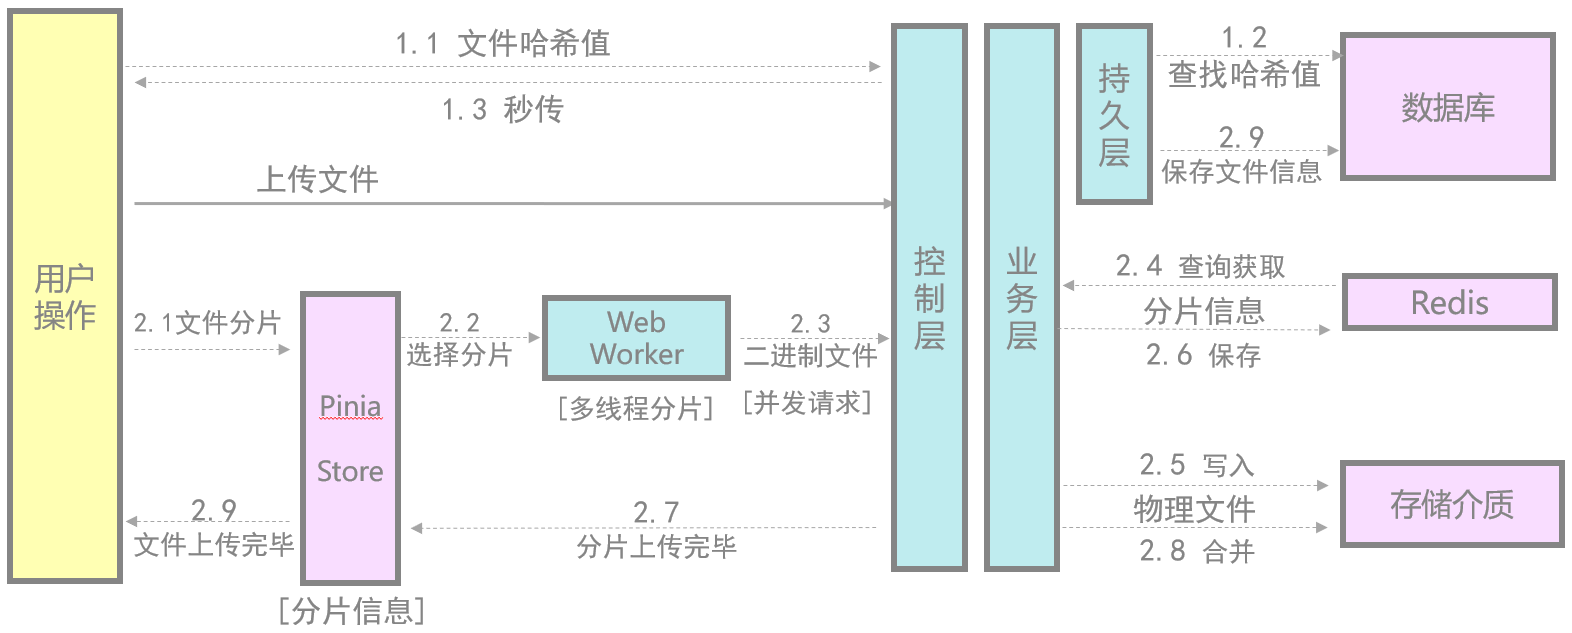 用户
操作
1.1 文件哈希值
1.3 秒传
上传文件
2.1文件分片
Pinia
Store
[分片信息]
2.9
文件上传完毕
2.2
选择分片
Web
Worker
[多线程分片]
2.3
二进制文件
[并发请求]
2.7
分片上传完毕
控
制
层
业
务
层
持
久
层
1.2
查找哈希值
2.9
保存文件信息
数据库
2.4 查询获取
分片信息
2.6 保存
Redis
2.5 写入
物理文件
2.8 合并
存储介质